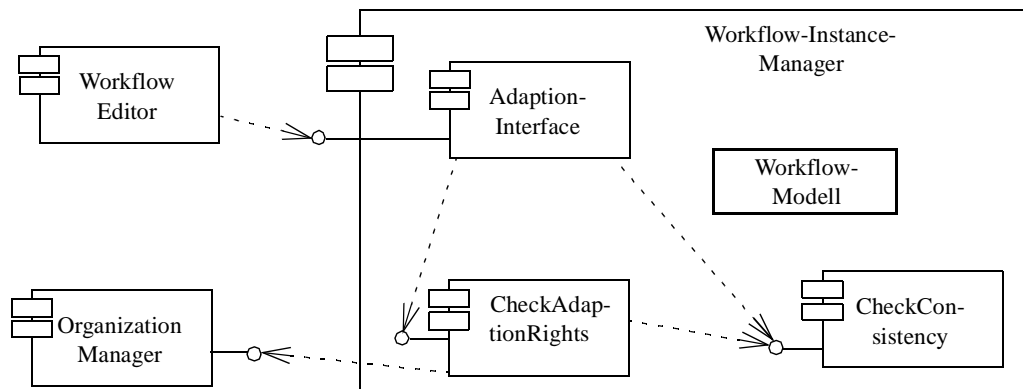 Workflow-Instance-
Manager
Workflow
Editor
Adaption-
Interface
Workflow-
Modell
Organization
Manager
CheckAdap-
tionRights
CheckCon-
sistency